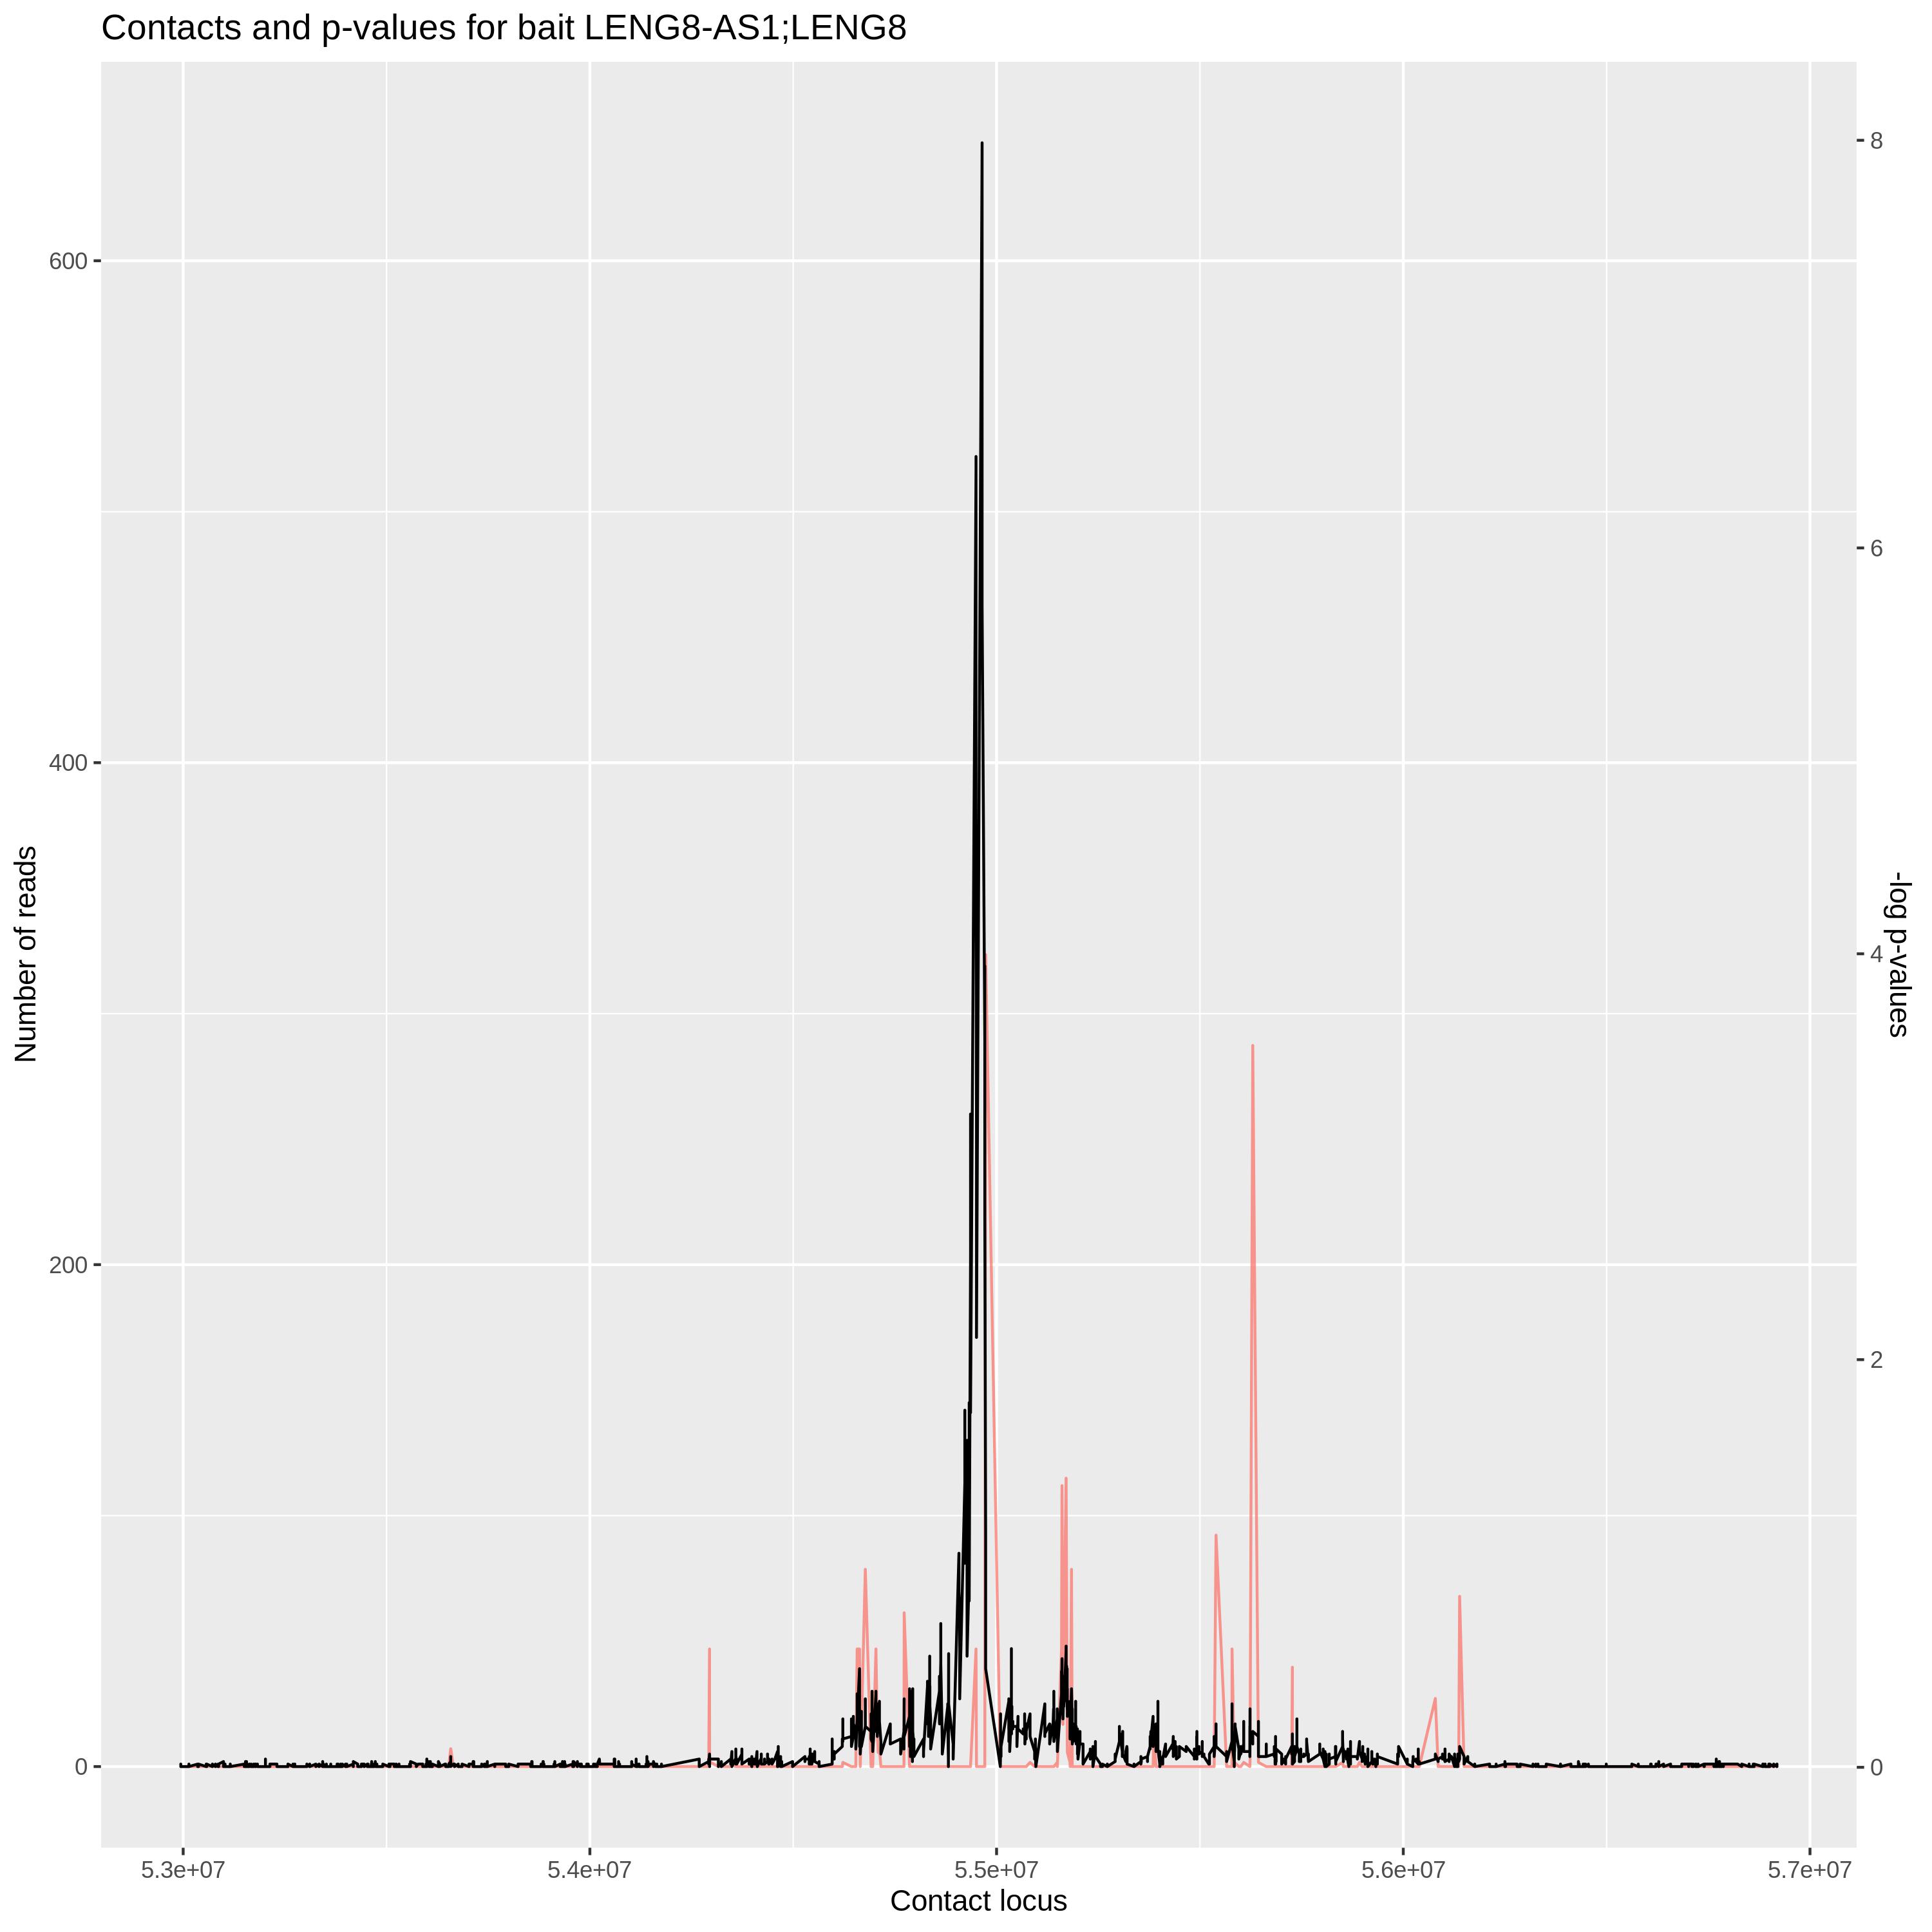 Contacts and p-values for bait LENG8-AS1;LENG8
8
600
6
400
Number of reads
4
-log p-values
200
2
0
0
5.3e+07
5.4e+07
5.5e+07
5.6e+07
5.7e+07
Contact locus